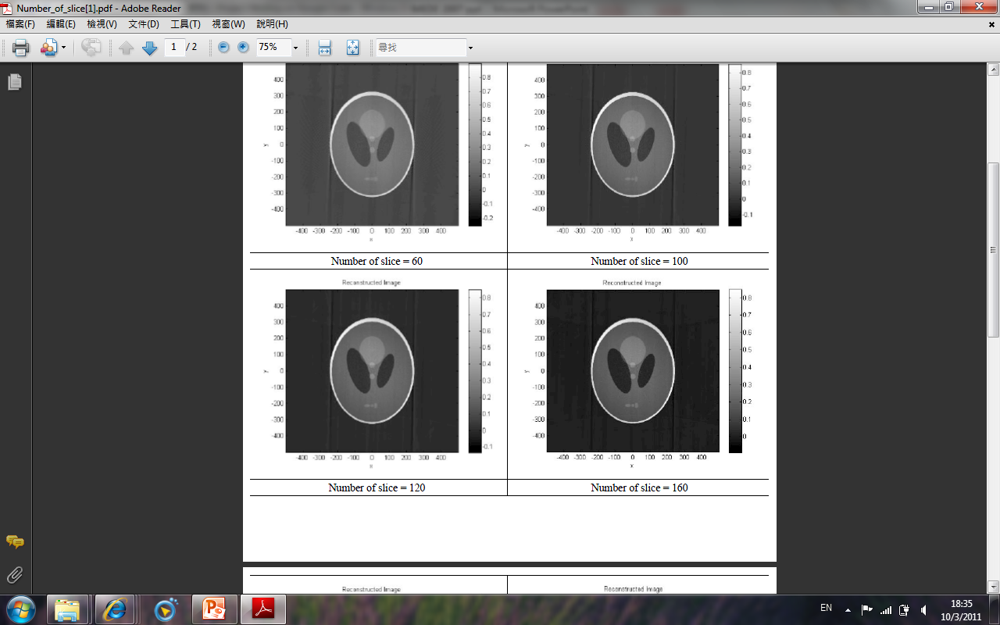 Number_of_slice[1].pdf - Adobe Reader
檔案(F) 編輯(E) 檢視(V) 文件(D) 工具(T) 視窗(W) 說明(H)
1 / 2 75% 尋找
400 0.8
300 0.7
200 0.6
100 0.5
0 0.4
-100 0.3
-200 0.2
-300 0.1
-400 0
-0.1
-0.2
-400 -300 -200 -100 0 100 200 300 400
x
y
400 0.8
300 0.7
200 0.6
100 0.5
0 0.4
-100 0.3
-200 0.2
-300 0.1
-400 0
-0.1
-400 -300 -200 -100 0 100 200 300 400
x
y
Number of slice = 60 Number of slice = 100
Reconstructed Image
400 0.8
300 0.7
200 0.6
100 0.5
0 0.4
-100 0.3
-200 0.2
-300 0.1
-400 0
-0.1
-400 -300 -200 -100 0 100 200 300 400
x
y
Reconstructed Image
400 0.8
300 0.7
200 0.6
100 0.5
0 0.4
-100 0.3
-200 0.2
-300 0.1
-400 0
-400 -300 -200 -100 0 100 200 300 400
x
y
Number of slice = 120 Number of slice = 160
Reconstructed Image Reconstructed Image
EN 18:35
10/3/2011